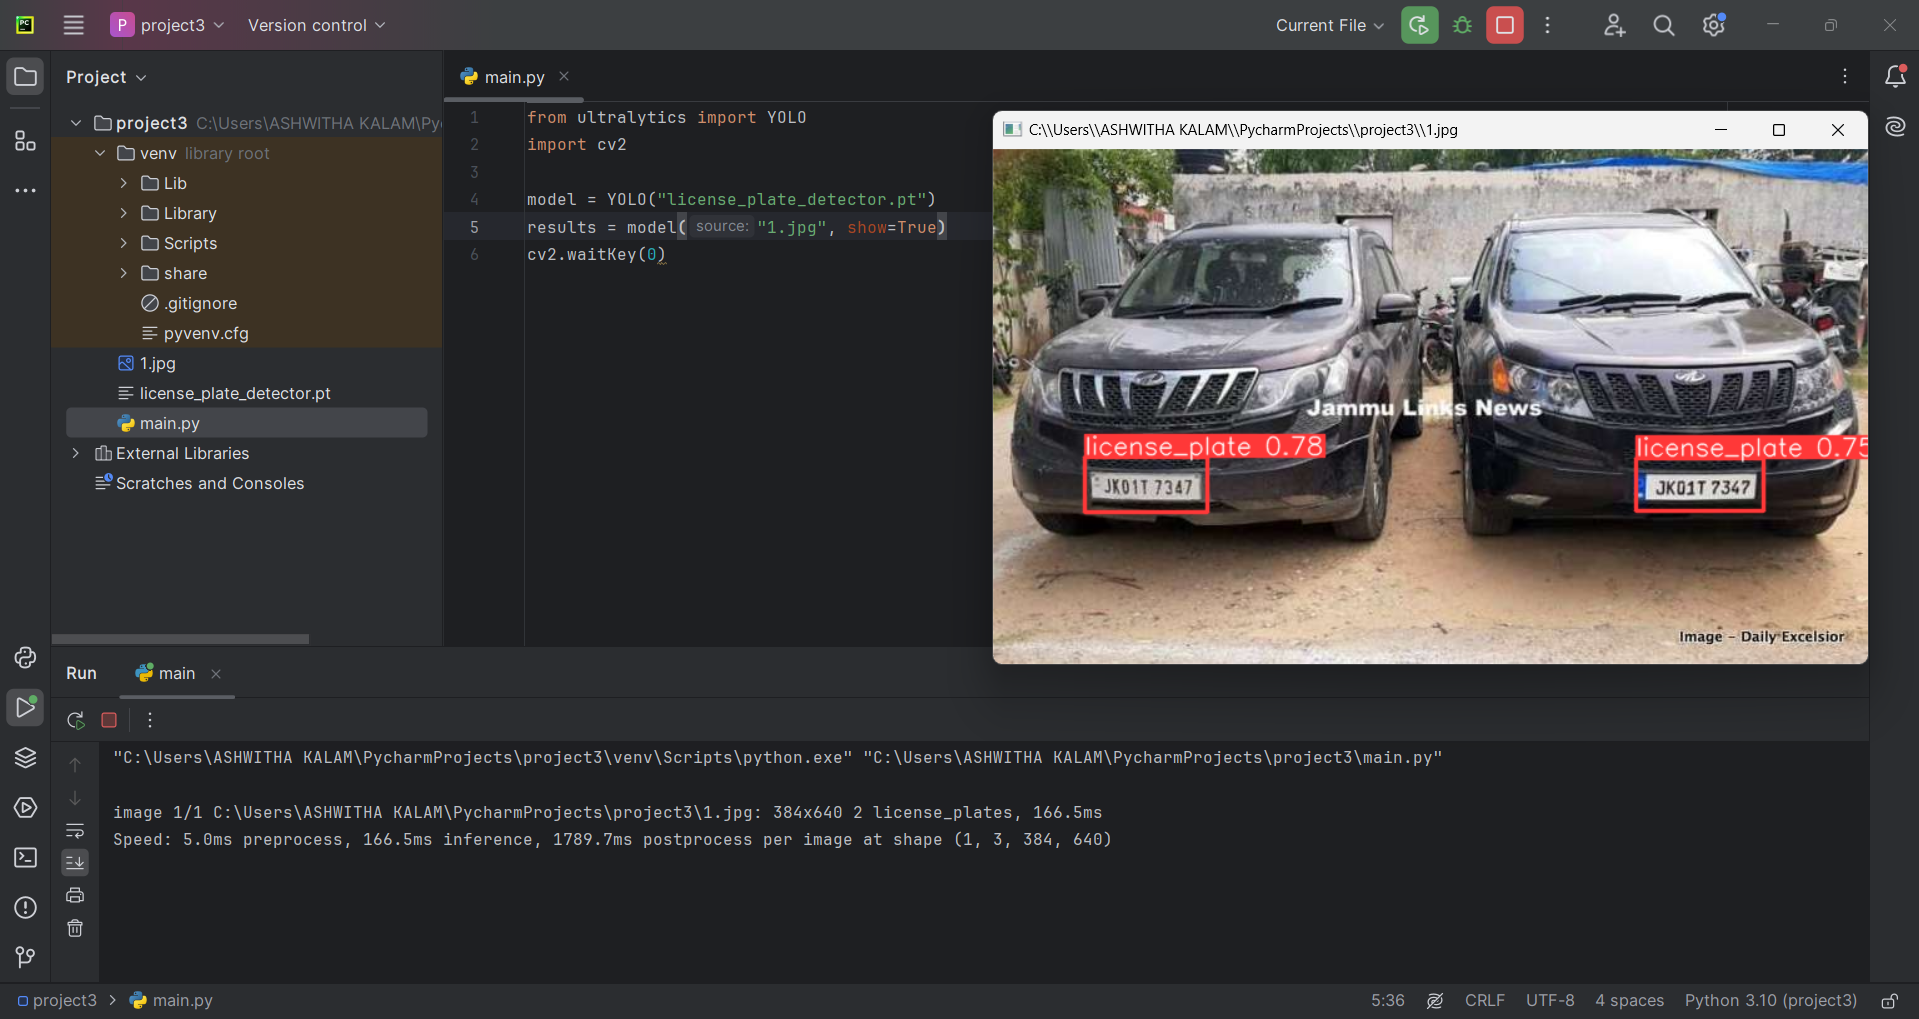 P project3 Version control Current File
Project
project3 C:\Users\ASHWITHA KALAM\Py
venv library root
Lib
Library
Scripts
share
.gitignore
pyvenv.cfg
1.jpg
license_plate_detector.pt
main.py
External Libraries
Scratches and Consoles
main.py
1 from ultralytics import YOLO
2 import cv2
3
4 model = YOLO("license_plate_detector.pt")
5 results = model( source: "1.jpg", show=True)
6 cv2.waitKey(0)
C:\\Users\\ASHWITHA KALAM\\PycharmProjects\\project3\\1.jpg
Jammu Links News
license_plate 0.78
JK01T 7347
license_plate 0.75
JK01T 7347
Image - Daily Excelsior
Run main
"C:\Users\ASHWITHA KALAM\PycharmProjects\project3\venv\Scripts\python.exe" "C:\Users\ASHWITHA KALAM\PycharmProjects\project3\main.py"
image 1/1 C:\Users\ASHWITHA KALAM\PycharmProjects\project3\1.jpg: 384x640 2 license_plates, 166.5ms
Speed: 5.0ms preprocess, 166.5ms inference, 1789.7ms postprocess per image at shape (1, 3, 384, 640)
project3 > main.py
5:36 CRLF UTF-8 4 spaces Python 3.10 (project3)